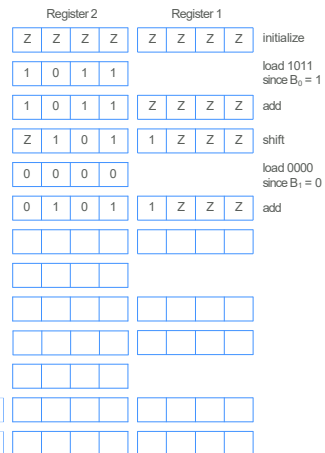 Register 2 Register 1
Z Z Z Z Z Z Z Z initialize
1 0 1 1 load 1011
since B₀ = 1
1 0 1 1 Z Z Z Z add
Z 1 0 1 1 Z Z Z shift
0 0 0 0 load 0000
since B₁ = 0
0 1 0 1 1 Z Z Z add